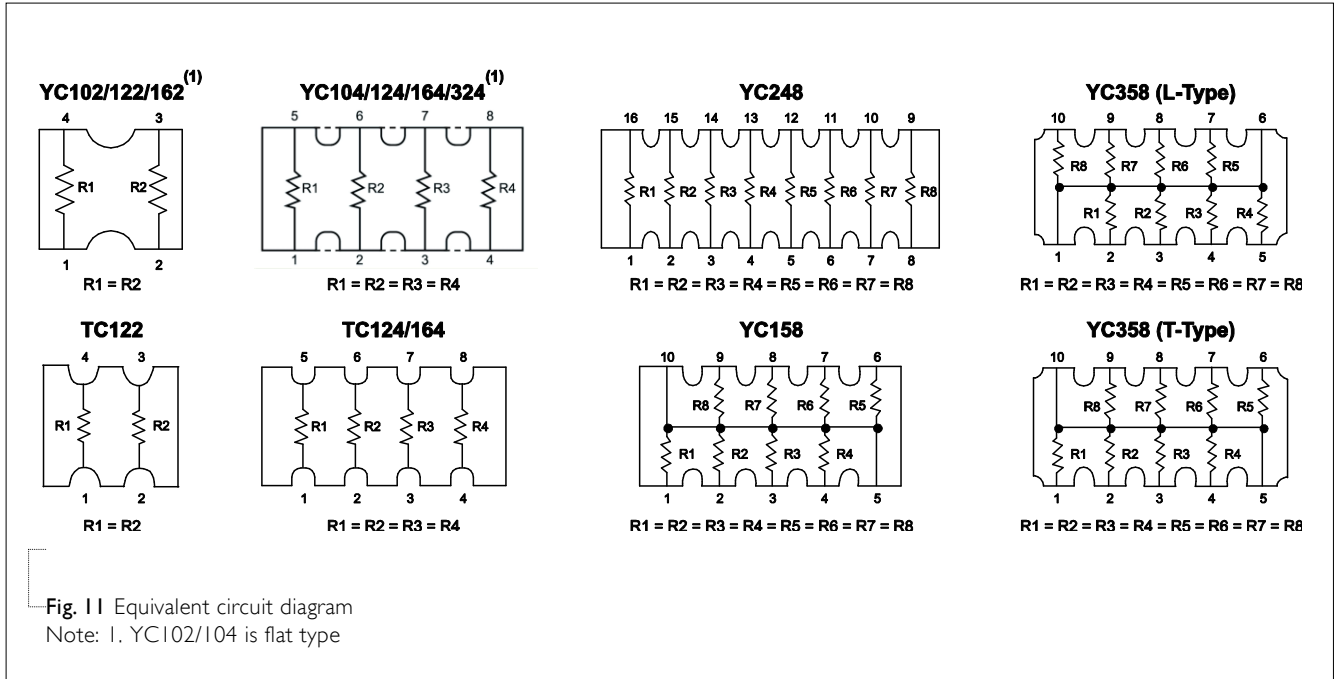 YC102/122/162(1)
4 3
R1 R2
1 2
R1 = R2
YC104/124/164/324(1)
5 6 7 8
R1 R2 R3 R4
1 2 3 4
R1 = R2 = R3 = R4
YC248
16 15 14 13 12 11 10 9
R1 R2 R3 R4 R5 R6 R7 R8
1 2 3 4 5 6 7 8
R1 = R2 = R3 = R4 = R5 = R6 = R7 = R8
YC358 (L-Type)
10 9 8 7 6
R8 R7 R6 R5
R1 R2 R3 R4
1 2 3 4 5
R1 = R2 = R3 = R4 = R5 = R6 = R7 = R8
TC122
4 3
R1 R2
1 2
R1 = R2
TC124/164
5 6 7 8
R1 R2 R3 R4
1 2 3 4
R1 = R2 = R3 = R4
YC158
10 9 8 7 6
R8 R7 R6 R5
R1 R2 R3 R4
1 2 3 4 5
R1 = R2 = R3 = R4 = R5 = R6 = R7 = R8
YC358 (T-Type)
10 9 8 7 6
R8 R7 R6 R5
R1 R2 R3 R4
1 2 3 4 5
R1 = R2 = R3 = R4 = R5 = R6 = R7 = R8
Fig. 11 Equivalent circuit diagram
Note: 1. YC102/104 is flat type